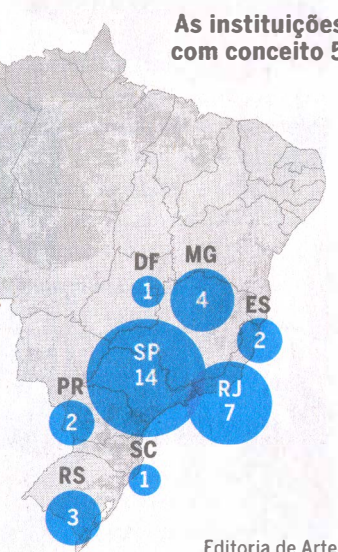 As instituições
com conceito 5
DF
1
MG
4
ES
2
SP
14
RJ
7
PR
2
SC
1
RS
3
Editoria de Arte